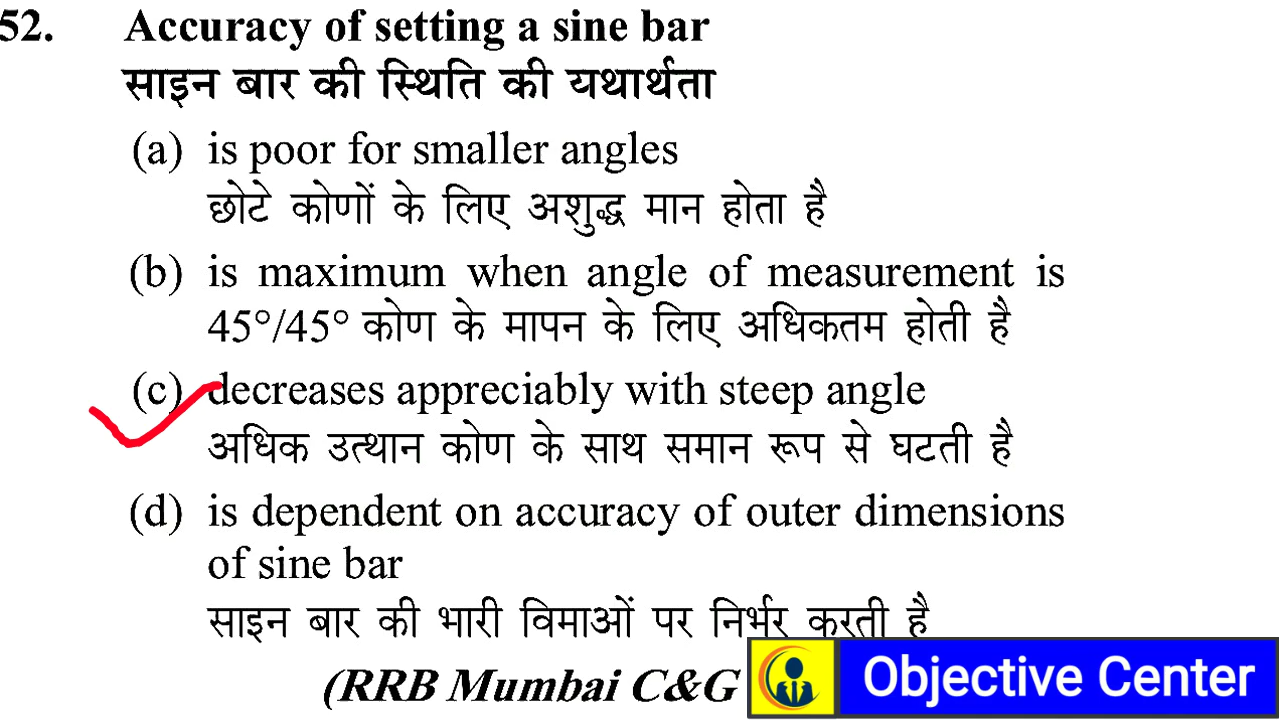 52. Accuracy of setting a sine bar
साइन बार की स्थिति की यथार्थता
(a) is poor for smaller angles
छोटे कोणों के लिए अशुद्ध मान होता है
(b) is maximum when angle of measurement is
45°/45° कोण के मापन के लिए अधिकतम होती है
(c) decreases appreciably with steep angle
अधिक उत्थान कोण के साथ समान रूप से घटती है
(d) is dependent on accuracy of outer dimensions
of sine bar
साइन बार की भारी विमाओं पर निर्भर करती है
(RRB Mumbai C&G
Objective Center